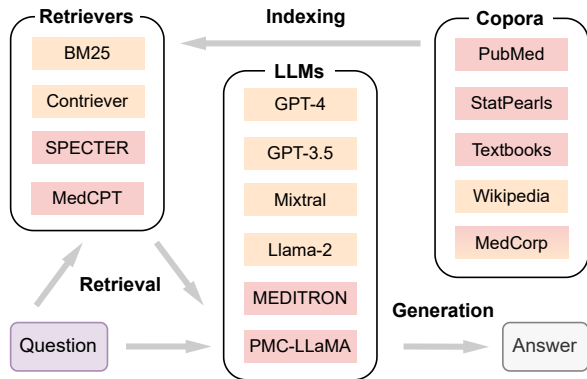 Retrievers
BM25
Contriever
SPECTER
MedCPT
Indexing
LLMs
GPT-4
GPT-3.5
Mixtral
Llama-2
MEDITRON
PMC-LLaMA
Copora
PubMed
StatPearls
Textbooks
Wikipedia
MedCorp
Retrieval
Question
Generation
Answer